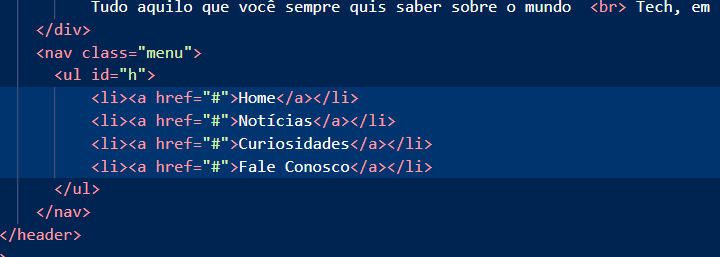 Tudo aquilo que você sempre quis saber sobre o mundo  <br> Tech, em
</div>
<nav class="menu">
<ul id="h">
<li><a href="#">Home</a></li>
<li><a href="#">Notícias</a></li>
<li><a href="#">Curiosidades</a></li>
<li><a href="#">Fale Conosco</a></li>
</ul>
</nav>
</header>